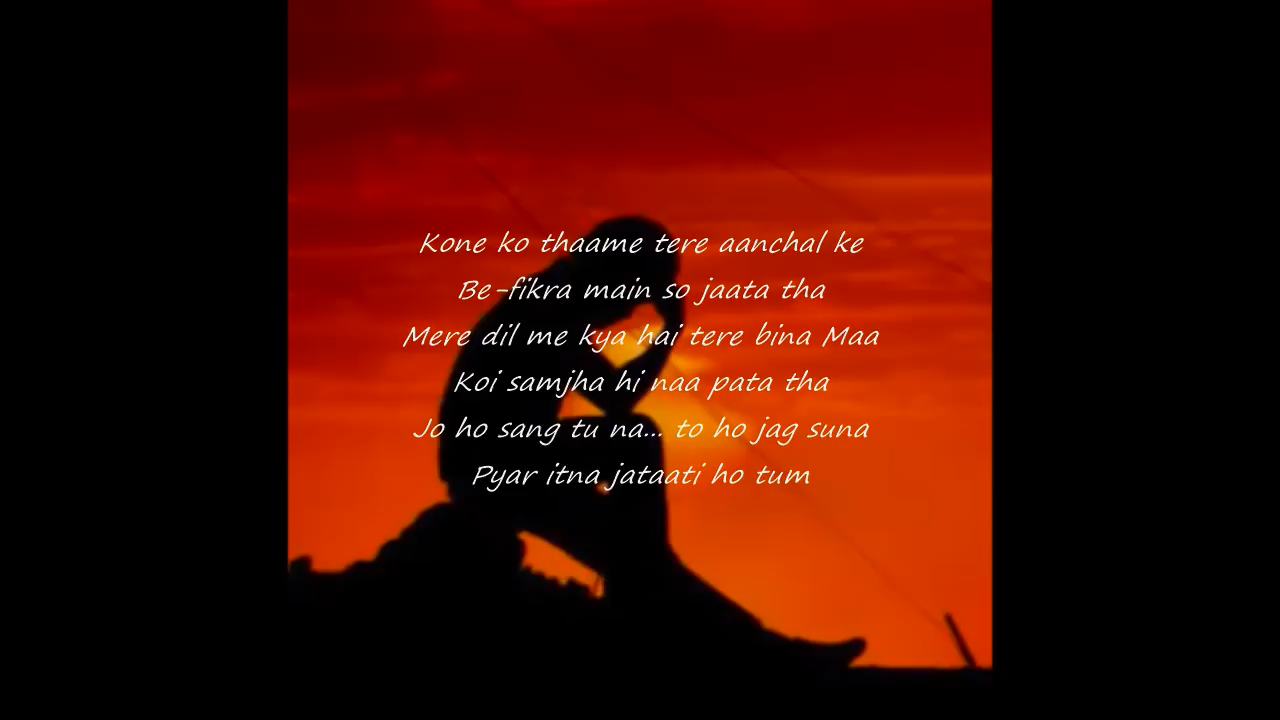 Kone ko thaame tere aanchal ke
Be-fikra main so jaata tha
Mere dil me kya hai tere bina Maa
Koi samjha hi naa pata tha
Jo ho sang tu na... to ho jag suna
Pyar itna jataati ho tum